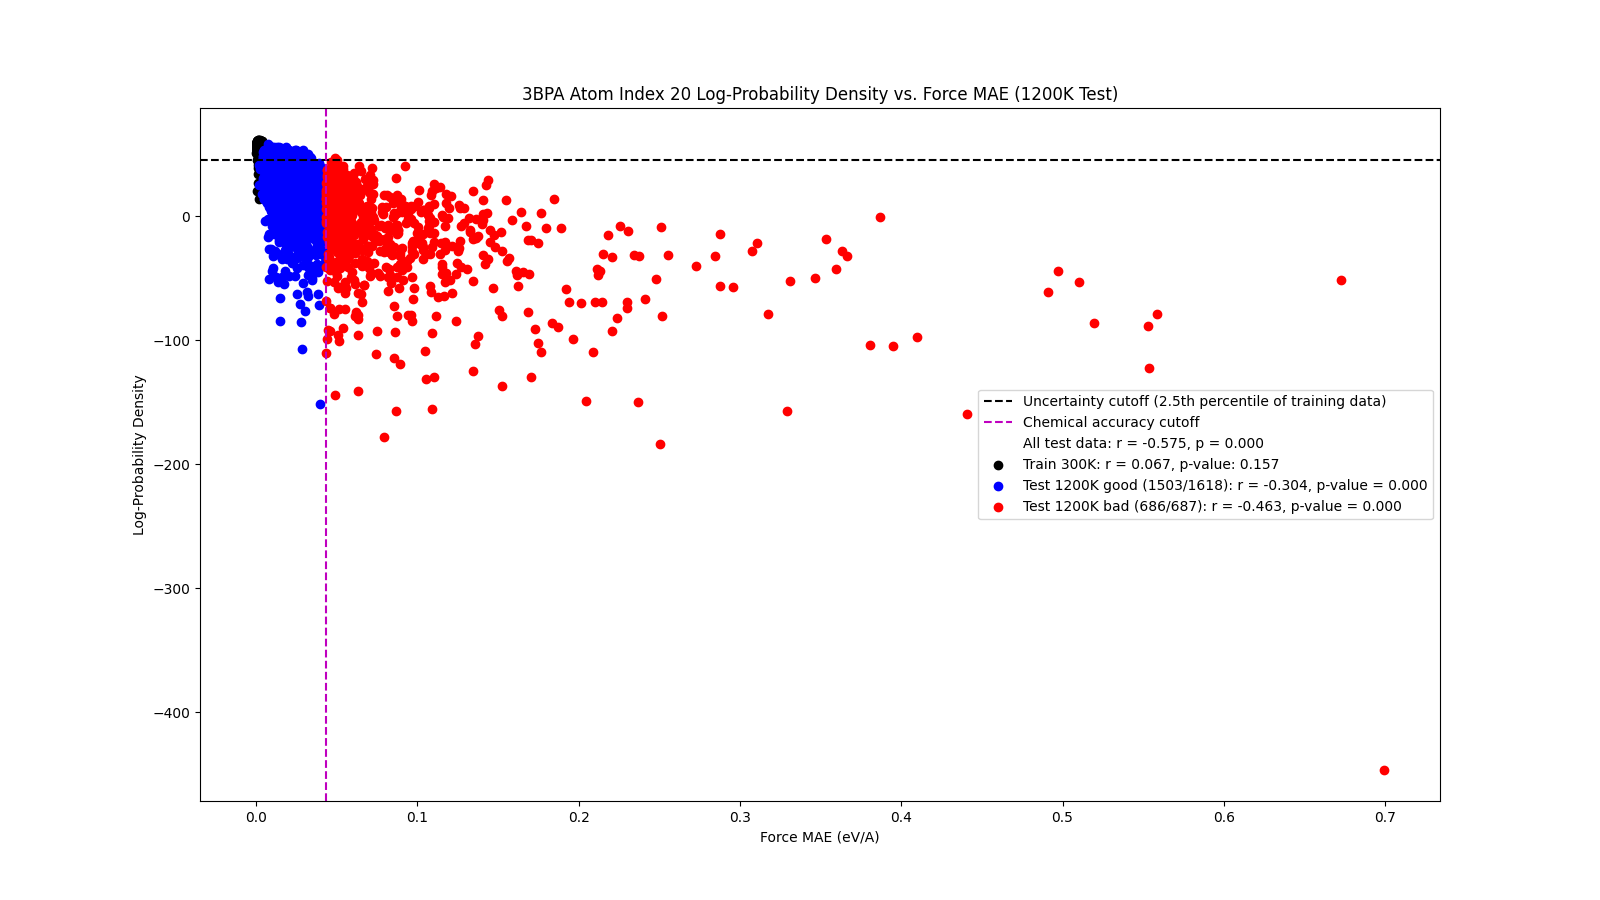 3BPA Atom Index 20 Log-Probability Density vs. Force MAE (1200K Test)
Log-Probability Density
0
−100
−200
−300
−400
Uncertainty cutoff (2.5th percentile of training data)
Chemical accuracy cutoff
All test data: r = -0.575, p = 0.000
Train 300K: r = 0.067, p-value: 0.157
Test 1200K good (1503/1618): r = -0.304, p-value = 0.000
Test 1200K bad (686/687): r = -0.463, p-value = 0.000
0.0 0.1 0.2 0.3 0.4 0.5 0.6 0.7
Force MAE (eV/A)